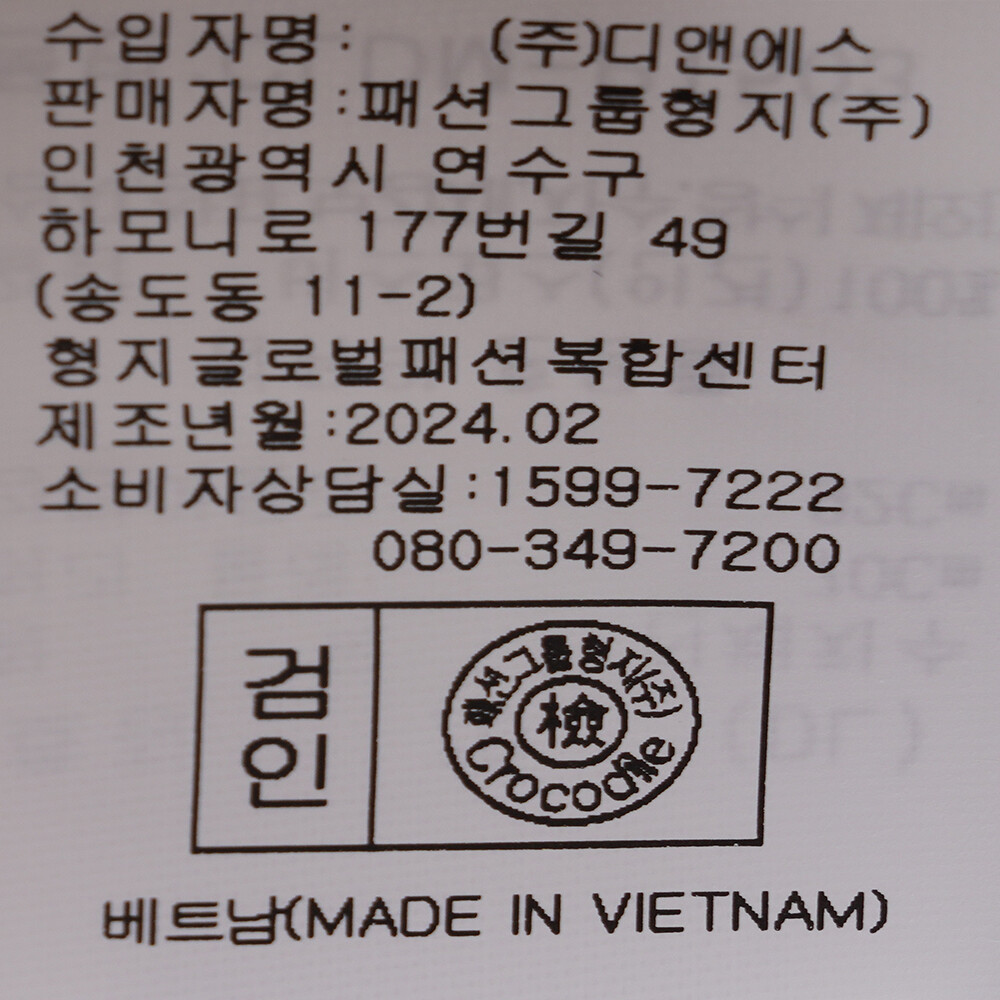 수입자명: (주)디앤에스
판매자명:패션그룹형지(주)
인천광역시 연수구
하모니로 177번길 49
(송도동 11-2)
형지글로벌패션복합센터
제조년월:2024.02
소비자상담실:1599-7222
080-349-7200
검인
패션그룹형지(주)
檢
Crocodile
베트남(MADE IN VIETNAM)